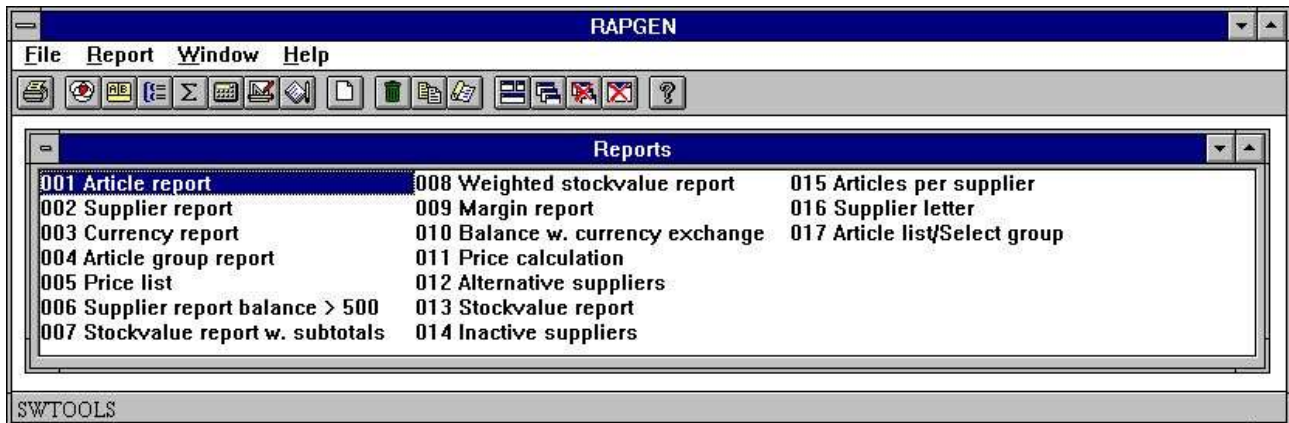 RAPGEN
File Report Window Help
Reports
001 Article report
002 Supplier report
003 Currency report
004 Article group report
005 Price list
006 Supplier report balance > 500
007 Stockvalue report w. subtotals
008 Weighted stockvalue report
009 Margin report
010 Balance w. currency exchange
011 Price calculation
012 Alternative suppliers
013 Stockvalue report
014 Inactive suppliers
015 Articles per supplier
016 Supplier letter
017 Article list/Select group
SWTOOLS